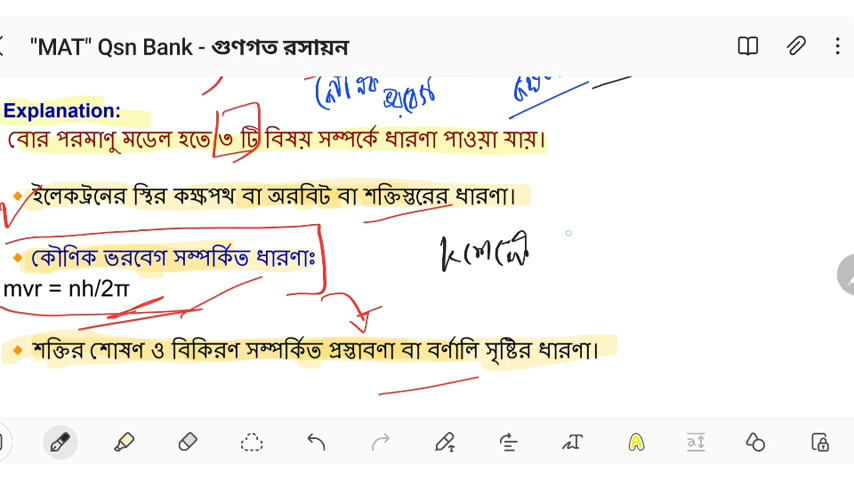 "MAT" Qsn Bank - গুণগত রসায়ন
কৌণিক ভরবেগ
Explanation:
বোর পরমাণু মডেল হতে ৩ টি বিষয় সম্পর্কে ধারণা পাওয়া যায়।
ইলেকট্রনের স্থির কক্ষপথ বা অরবিট বা শক্তিস্তরের ধারণা।
কৌণিক ভরবেগ সম্পর্কিত ধারণাঃ
mvr = nh/2π
শক্তির শোষণ ও বিকিরণ সম্পর্কিত প্রস্তাবনা বা বর্ণালি সৃষ্টির ধারণা।